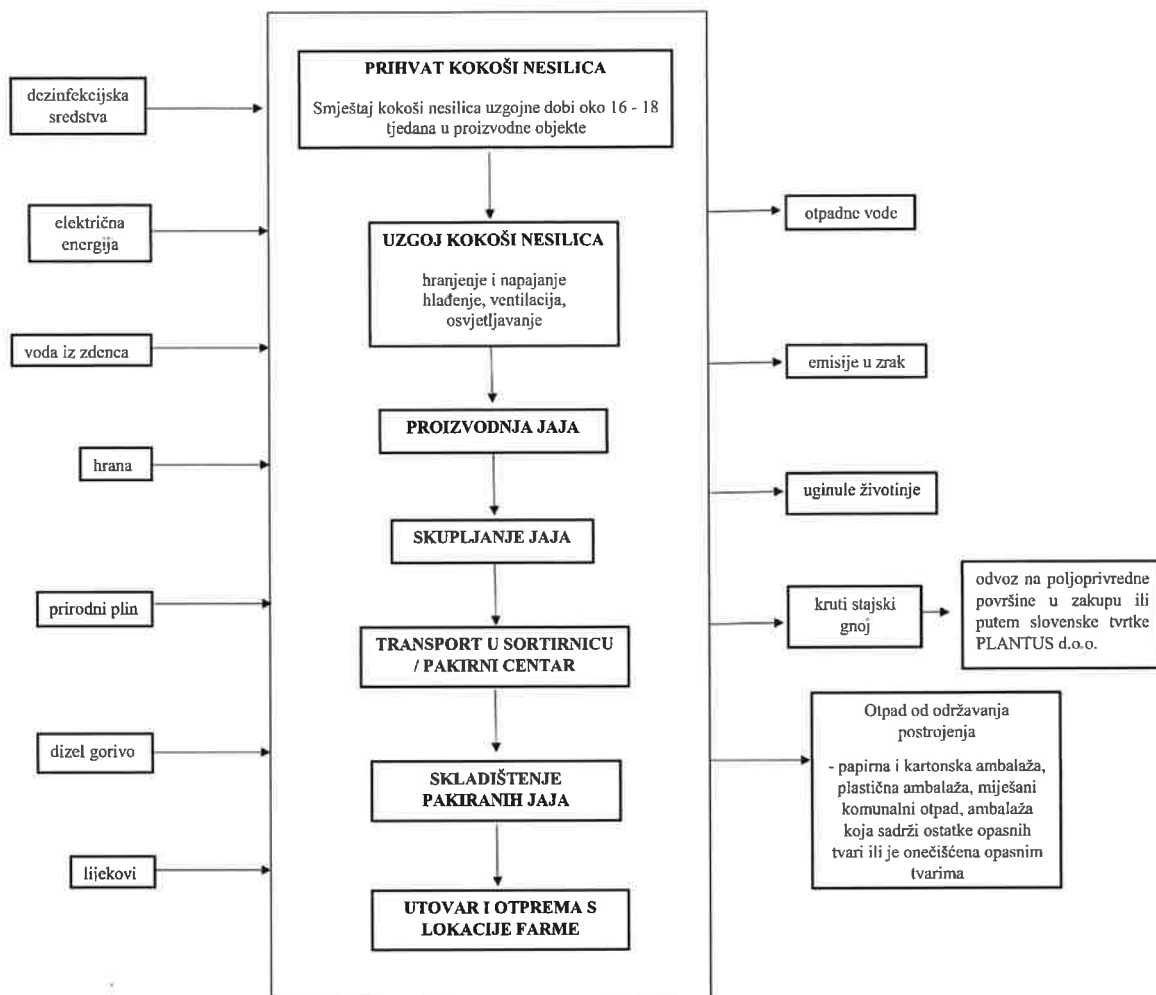 dezinfekcijska
sredstva
električna
energija
voda iz zdenca
hrana
prirodni plin
dizel gorivo
lijekovi
PRIHVAT KOKOŠI NESILICA
Smještaj kokoši nesilica uzgojne dobi oko 16 - 18
tjedana u proizvodne objekte
UZGOJ KOKOŠI NESILICA
hranjenje i napajanje
hlađenje, ventilacija,
osvjetljavanje
PROIZVODNJA JAJA
SKUPLJANJE JAJA
TRANSPORT U SORTIRNICU
/ PAKIRNI CENTAR
SKLADIŠTENJE
PAKIRANIH JAJA
UTOVAR I OTPREMA S
LOKACIJE FARME
otpadne vode
emisije u zrak
uginule životinje
kruti stajski
gnoj
odvoz na poljoprivredne
površine u zakupu ili
putem slovenske tvrtke
PLANTUS d.o.o.
Otpad od održavanja
postrojenja
- papirna i kartonska ambalaža,
plastična ambalaža, miješani
komunalni otpad, ambalaža
koja sadrži ostatke opasnih
tvari ili je onečišćena opasnim
tvarima